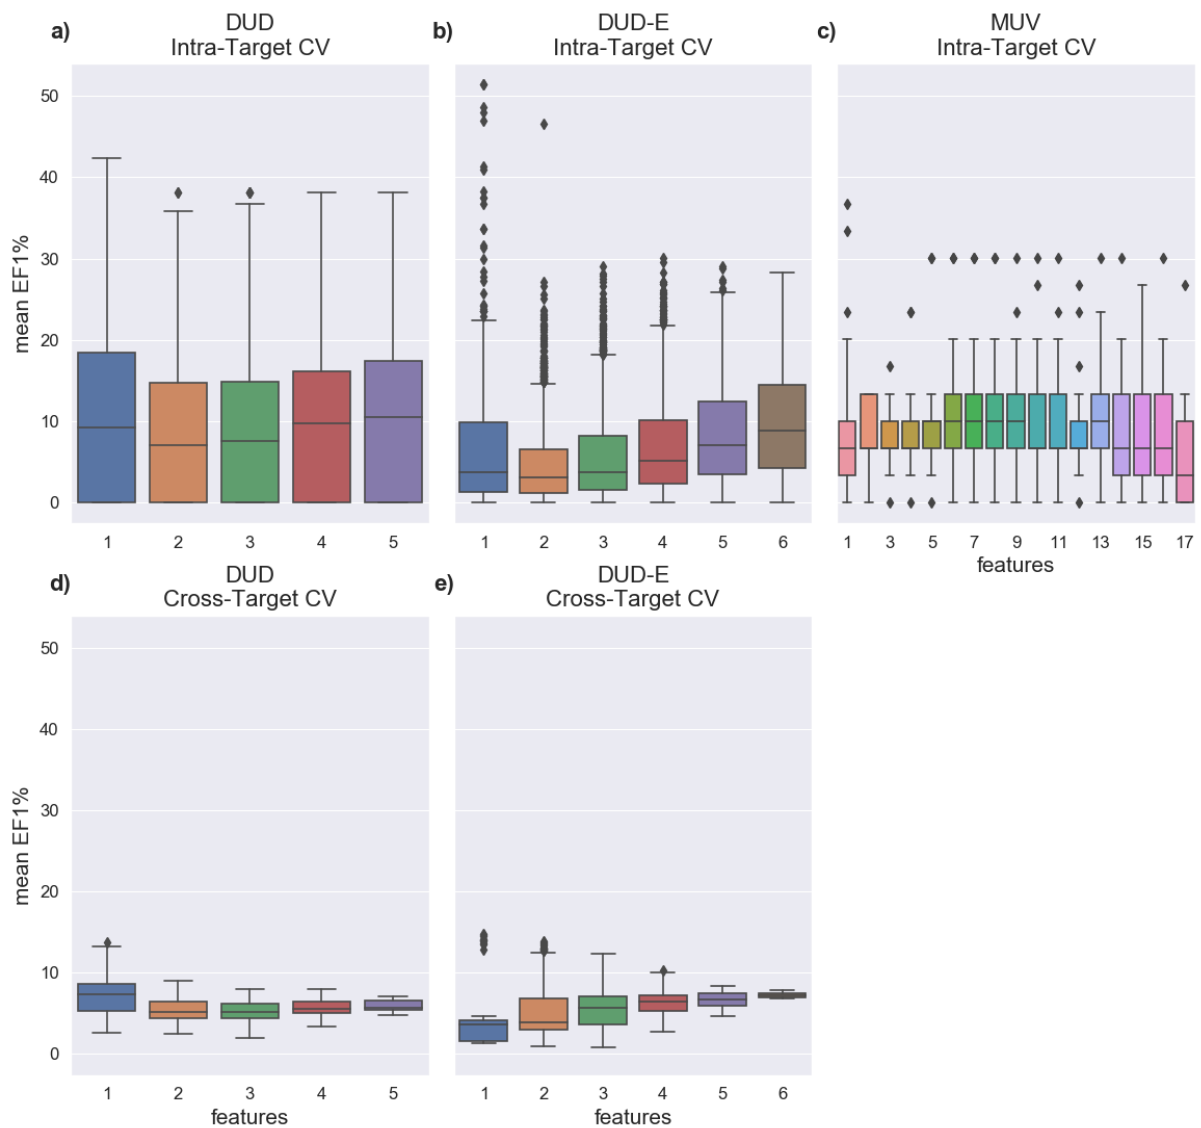 a)
DUD
Intra-Target CV
b)
DUD-E
Intra-Target CV
c)
MUV
Intra-Target CV
mean EF1%
50
40
30
20
10
0
1 2 3 4 5
1 2 3 4 5 6
1 3 5 7 9 11 13 15 17
features
d)
DUD
Cross-Target CV
e)
DUD-E
Cross-Target CV
mean EF1%
50
40
30
20
10
0
1 2 3 4 5
features
1 2 3 4 5 6
features